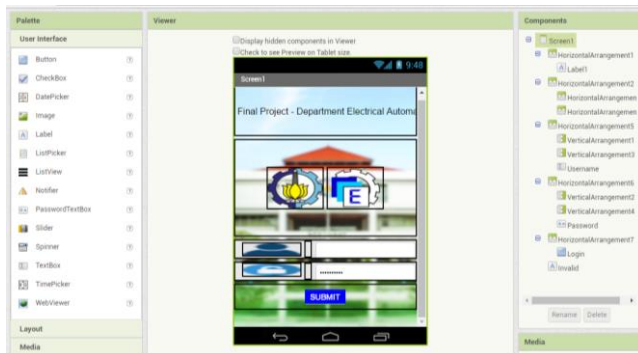 Palette
User Interface
Button
CheckBox
DatePicker
Image
Label
ListPicker
ListView
Notifier
PasswordTextBox
Slider
Spinner
TextBox
TimePicker
WebViewer
Layout
Media
Viewer
Display hidden components in Viewer
Check to see Preview on Tablet size.
9:48
Screen1
Final Project - Department Electrical Automa
E
SUBMIT
Components
Screen1
HorizontalArrangement1
Label1
HorizontalArrangement2
HorizontalArrangemen
HorizontalArrangemen
HorizontalArrangement5
VerticalArrangement1
VerticalArrangement3
Username
HorizontalArrangement6
VerticalArrangement2
VerticalArrangement4
Password
HorizontalArrangement7
Login
Invalid
Rename Delete
Media